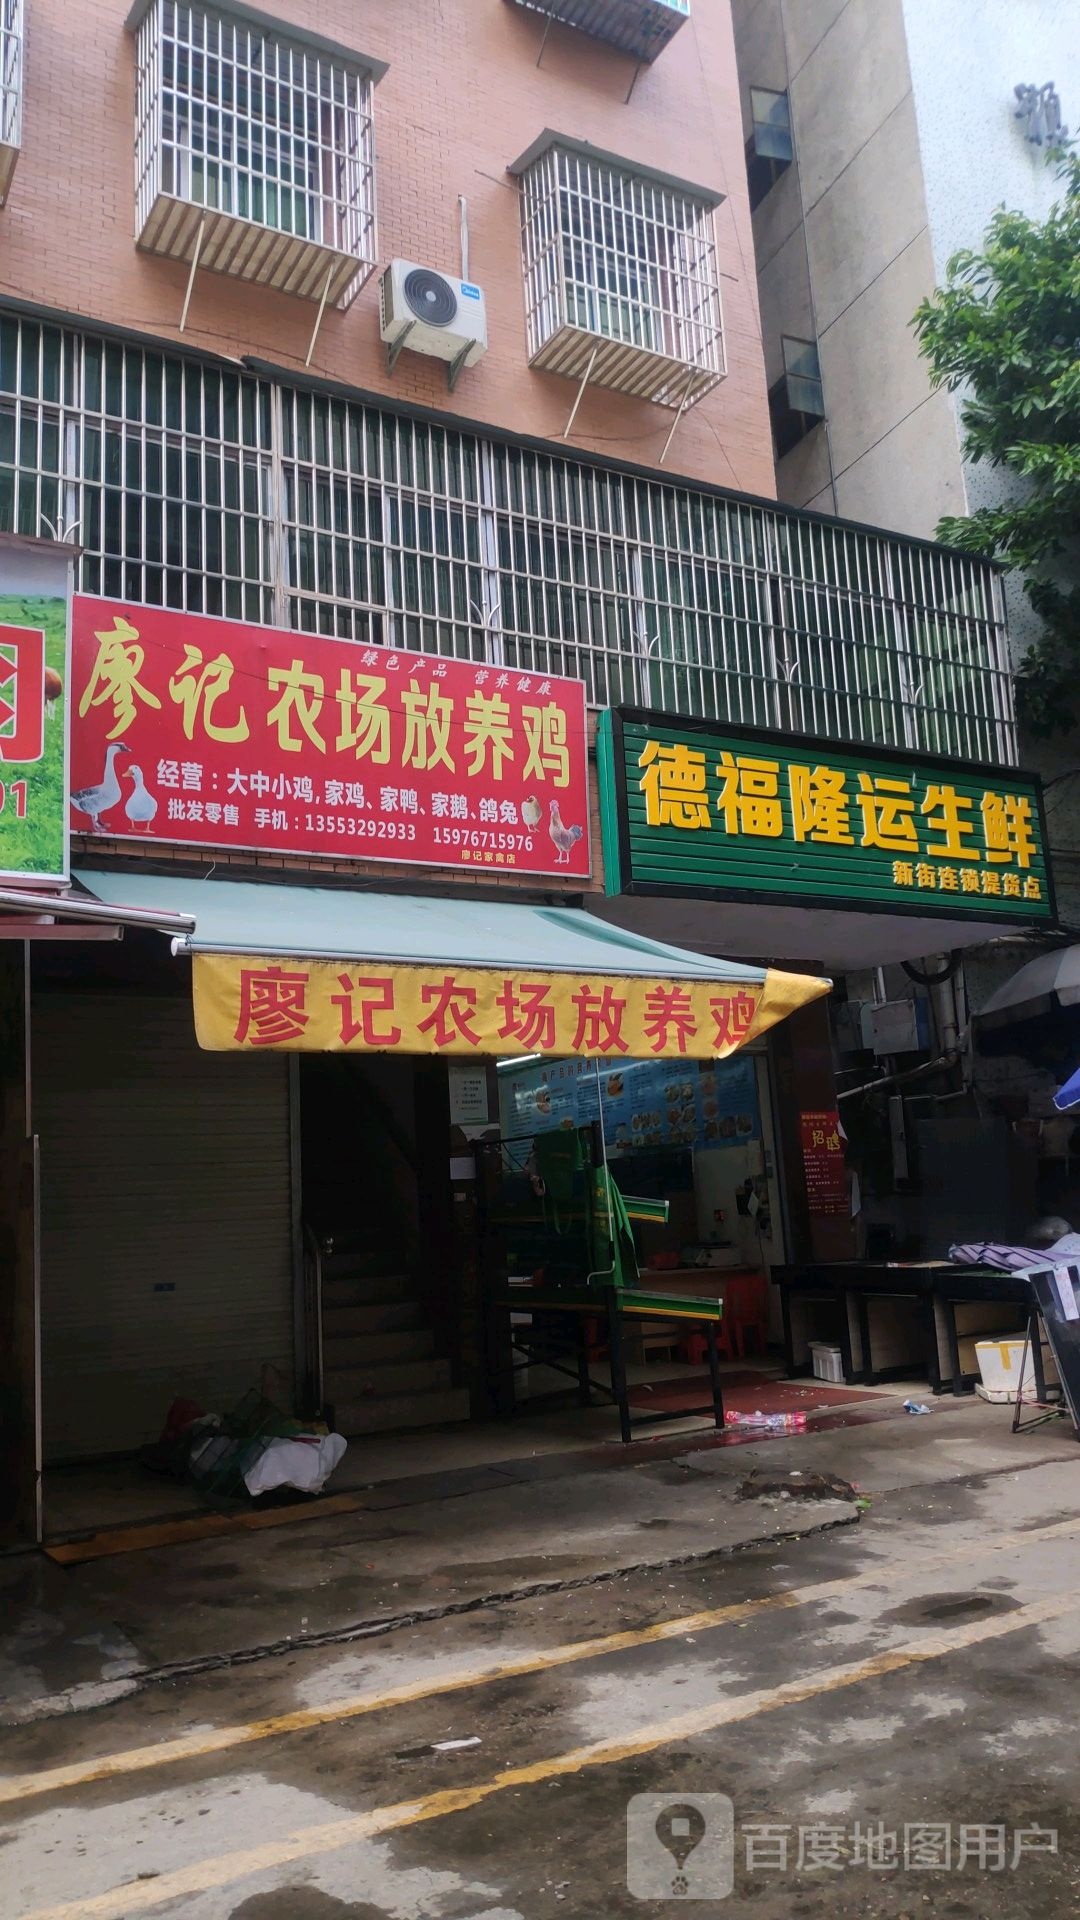 颖
Midea
绿色产品 营养健康
廖记农场放养鸡
经营：大中小鸡,家鸡、家鸭、家鹅、鸽兔
批发零售 手机：13553292933 15976715976
廖记家禽店
91
德福隆运生鲜
新街连锁提货点
廖记农场放养鸡
招聘
百度地图用户